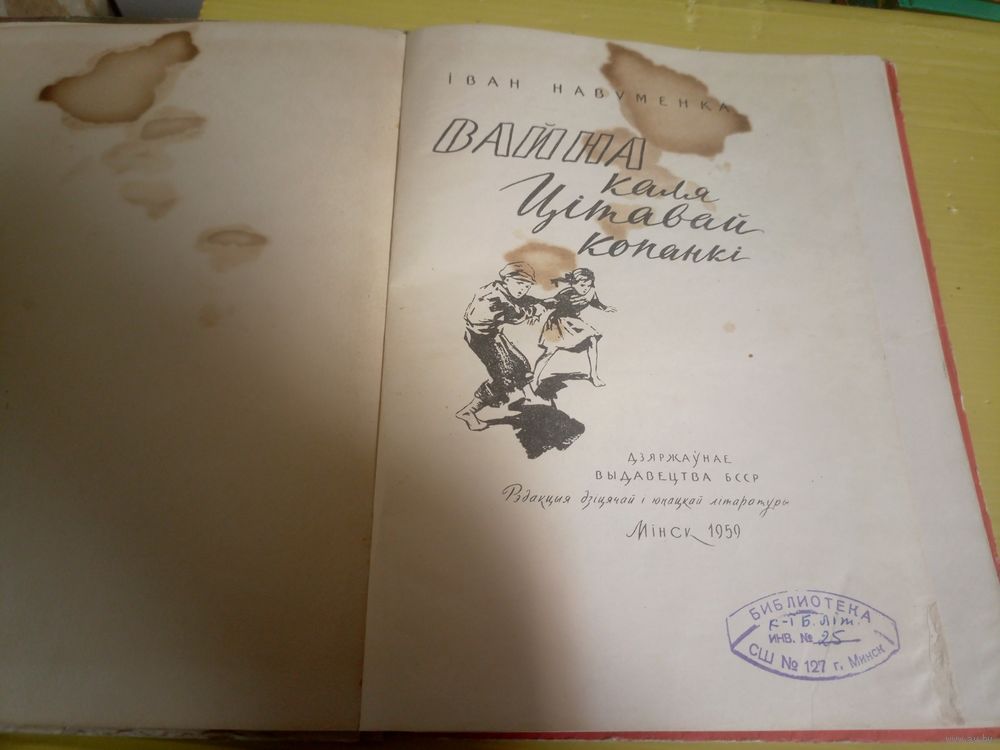 ІВАН НАВУМЕНКА
ВАЙНА
каля
Цітавай
копанкі
ДЗЯРЖАЎНАЕ
ВЫДАВЕЦТВА БССР
Рэдакцыя дзіцячай і юнацкай літаратуры
Мінск 1959
БИБЛИОТЕКА
к-і Б. літ.
ИНВ. № 25
СШ № 127 г. Минск